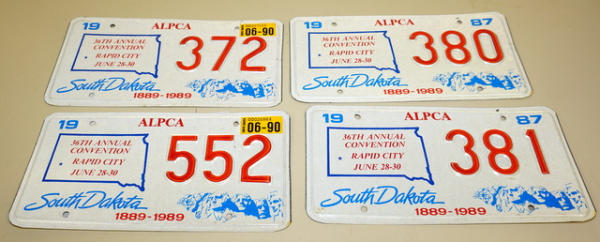 19 ALPCA 06-90
36TH ANNUAL
CONVENTION
RAPID CITY
JUNE 28-30
372
South Dakota
1889-1989
19 ALPCA 87
36TH ANNUAL
CONVENTION
RAPID CITY
JUNE 28-30
380
South Dakota
1889-1989
19 ALPCA 06-90
36TH ANNUAL
CONVENTION
RAPID CITY
JUNE 28-30
552
South Dakota
1889-1989
19 ALPCA 87
36TH ANNUAL
CONVENTION
RAPID CITY
JUNE 28-30
381
South Dakota
1889-1989